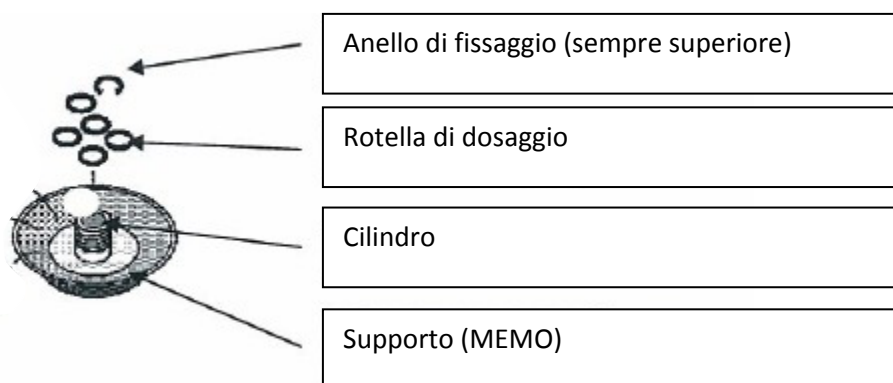 Anello di fissaggio (sempre superiore)
Rotella di dosaggio
Cilindro
Supporto (MEMO)